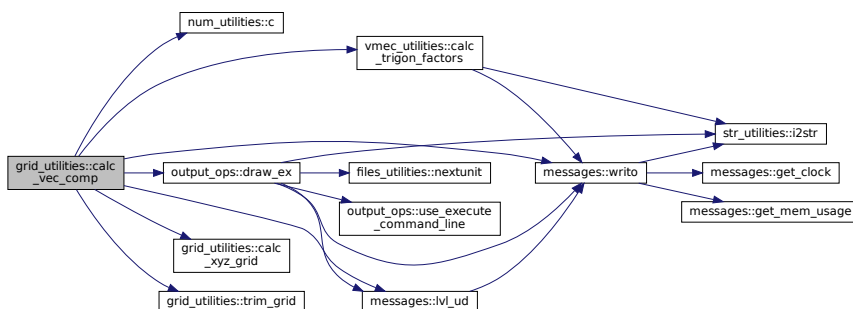 num_utilities::c
vmec_utilities::calc
_trigon_factors
str_utilities::i2str
grid_utilities::calc
_vec_comp
output_ops::draw_ex
files_utilities::nextunit
messages::writo
messages::get_clock
output_ops::use_execute
_command_line
messages::get_mem_usage
grid_utilities::calc
_xyz_grid
grid_utilities::trim_grid
messages::lvl_ud